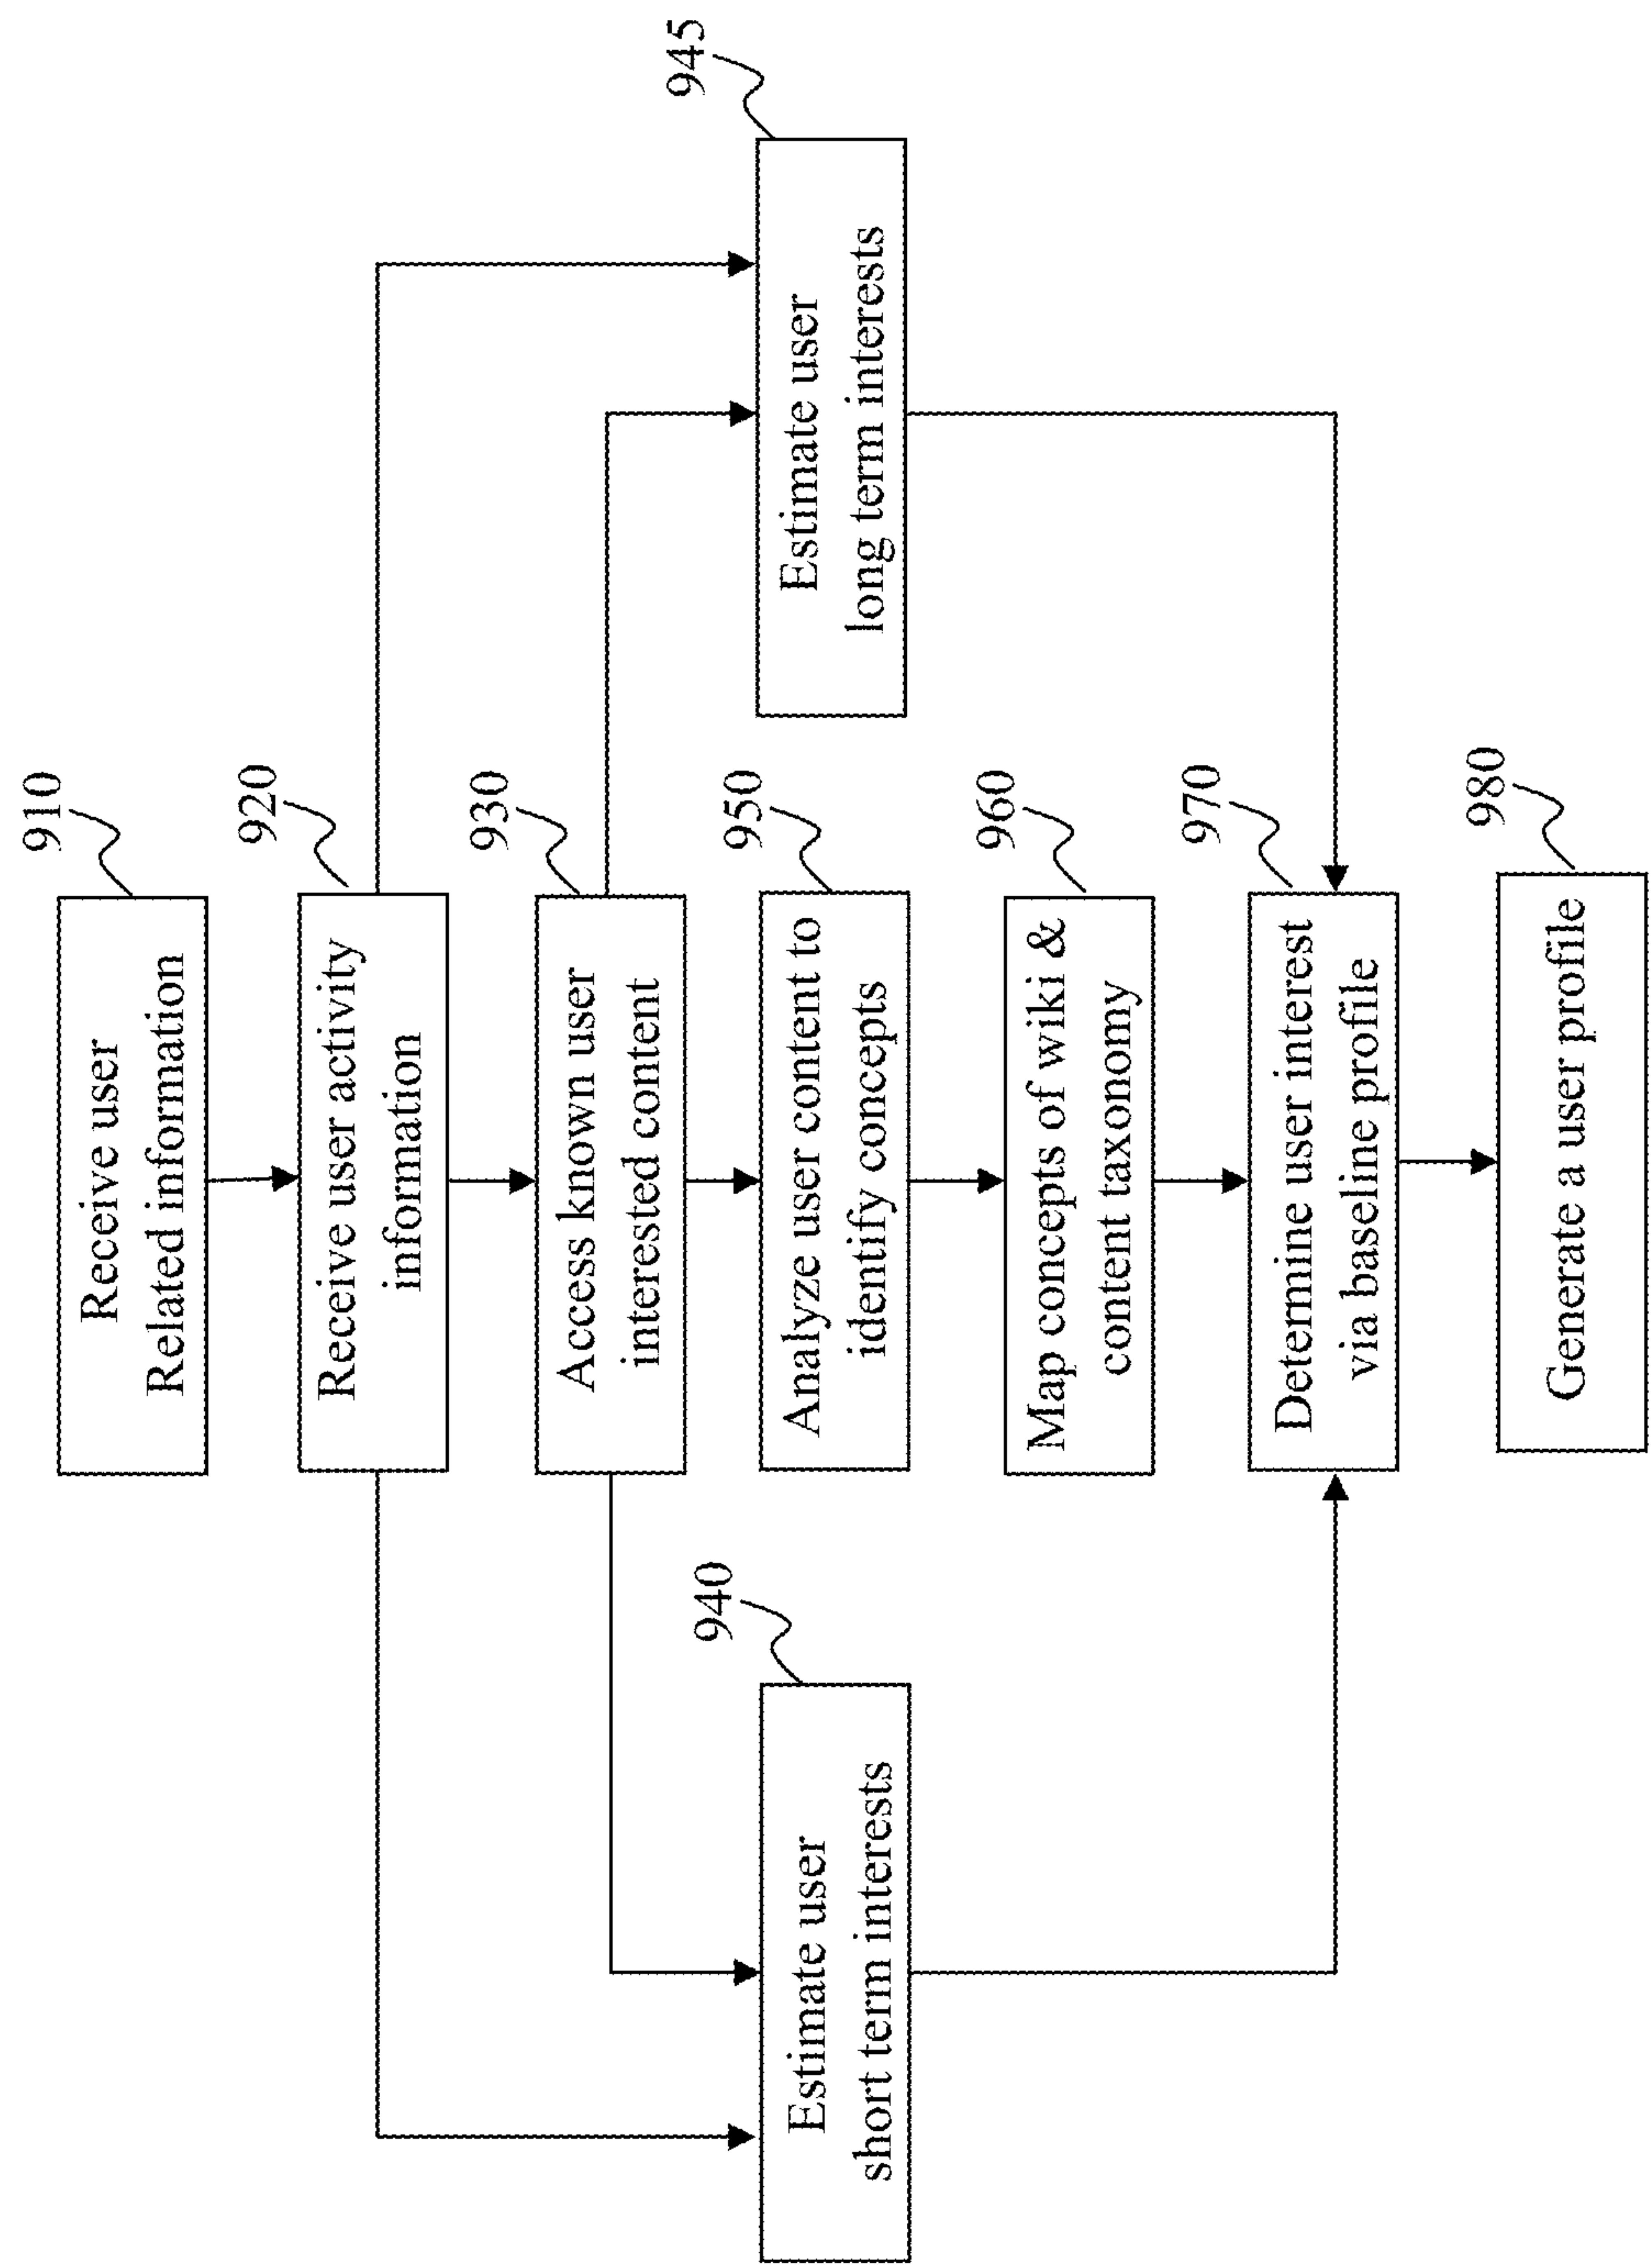 910
Receive user
Related information
920
Receive user activity
information
930
Access known user
interested content
940
Estimate user
short term interests
950
Analyze user content to
identify concepts
945
Estimate user
long term interests
960
Map concepts of wiki &
content taxonomy
970
Determine user interest
via baseline profile
980
Generate a user profile